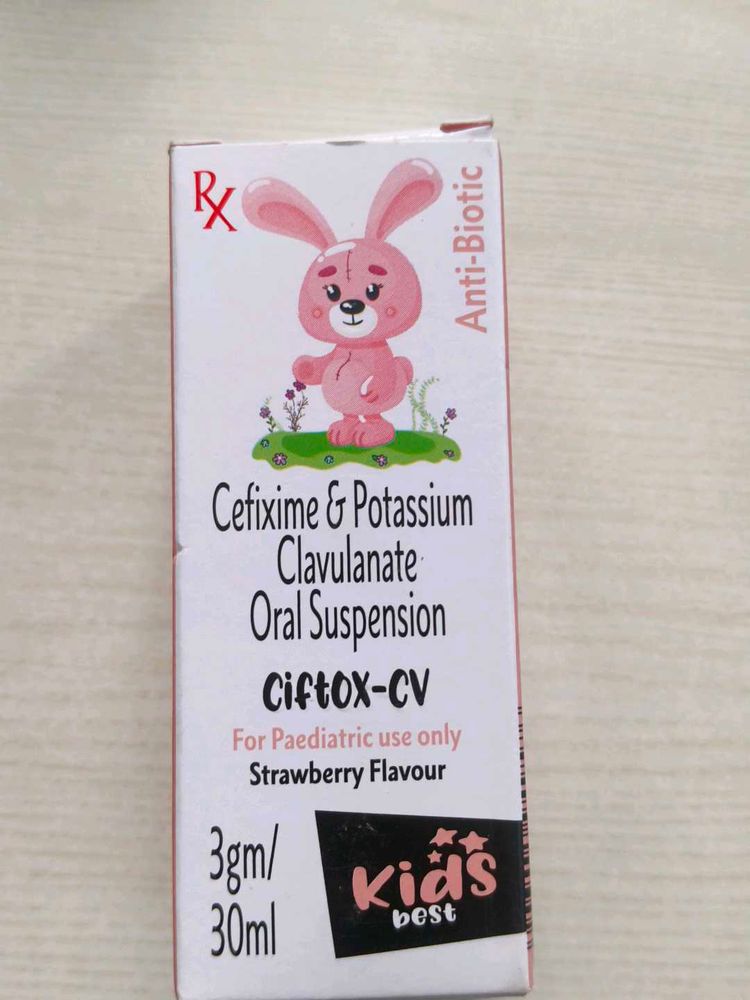 Rx
Anti-Biotic
Cefixime & Potassium
Clavulanate
Oral Suspension
CiftOX-CV
For Paediatric use only
Strawberry Flavour
3gm/
30ml
Kids
best